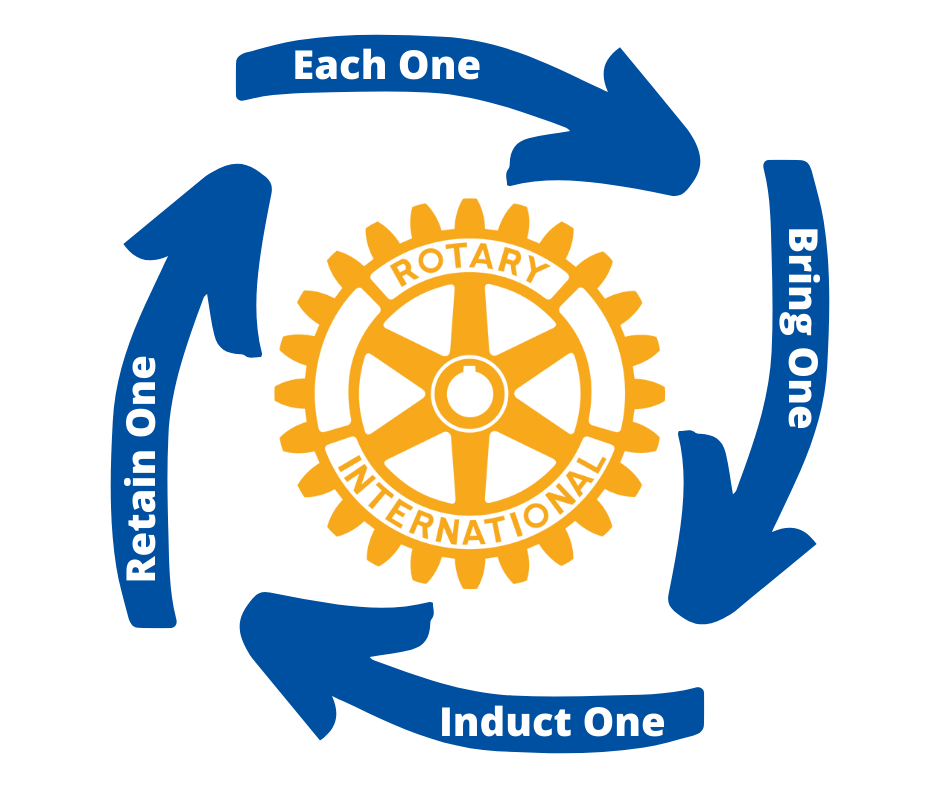 Each One
Bring One
Induct One
Retain One
ROTARY
INTERNATIONAL